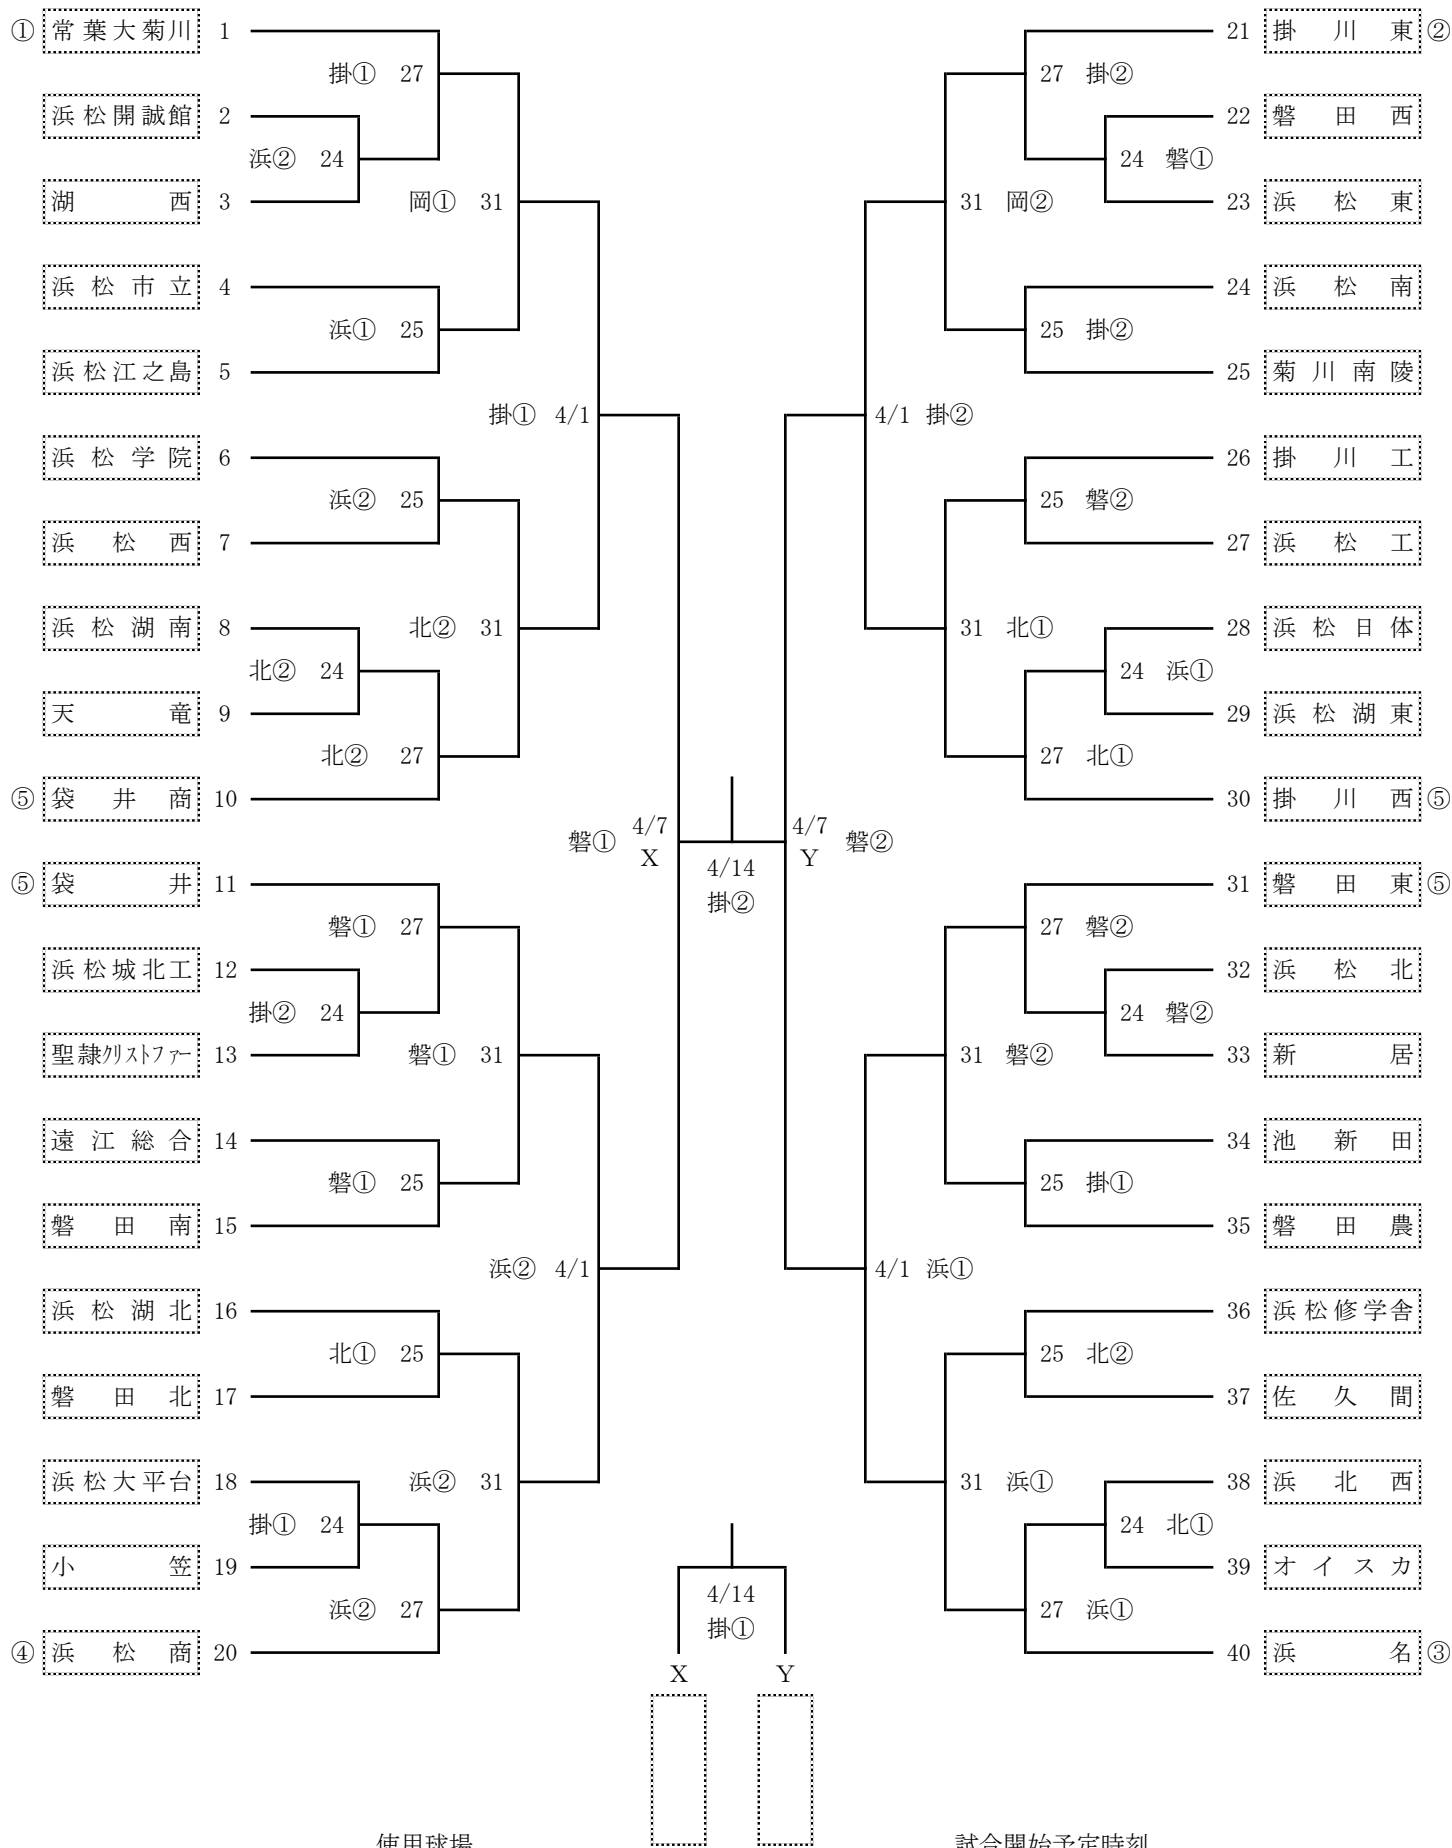 ① 常葉大菊川 1
掛① 27
浜松開誠館 2
浜② 24
湖西 3
岡① 31
浜松市立 4
浜① 25
浜松江之島 5
掛① 4/1
浜松学院 6
浜② 25
浜松西 7
浜松湖南 8
北② 31
北② 24
天竜 9
北② 27
⑤ 袋井商 10
磐① 4/7
X
⑤ 袋井 11
磐① 27
浜松城北工 12
掛② 24
聖隷クリストファー 13
磐① 31
遠江総合 14
磐① 25
磐田南 15
浜② 4/1
浜松湖北 16
北① 25
磐田北 17
浜松大平台 18
浜② 31
掛① 24
小笠 19
浜② 27
④ 浜松商 20
4/14
掛②
4/14
掛①
X Y
21 掛川東 ②
27 掛②
22 磐田西
24 磐①
23 浜松東
31 岡②
24 浜松南
25 掛②
25 菊川南陵
4/1 掛②
26 掛川工
25 磐②
27 浜松工
28 浜松日体
31 北①
24 浜①
29 浜松湖東
27 北①
30 掛川西 ⑤
4/7 磐②
Y
31 磐田東 ⑤
27 磐②
32 浜松北
24 磐②
33 新居
31 磐②
34 池新田
25 掛①
35 磐田農
4/1 浜①
36 浜松修学舎
25 北②
37 佐久間
38 浜北西
31 浜①
24 北①
39 オイスカ
27 浜①
40 浜名 ③
使用球場
試合開始予定時刻